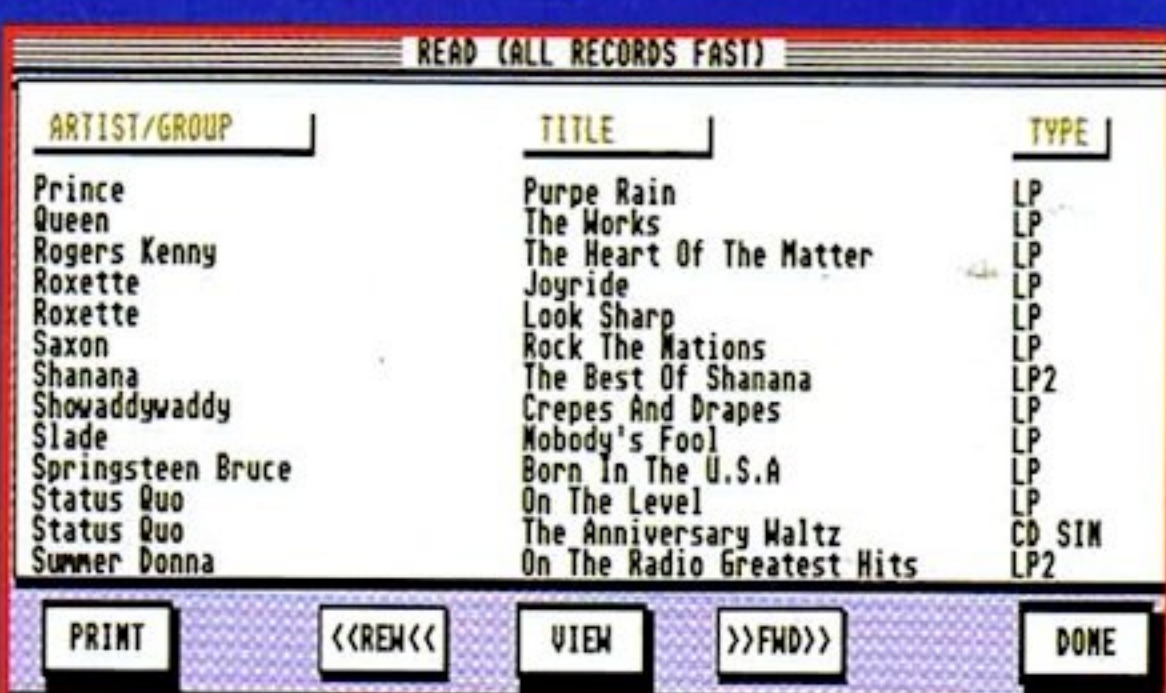 READ (ALL RECORDS FAST)
ARTIST/GROUP TITLE TYPE
Prince Purpe Rain LP
Queen The Works LP
Rogers Kenny The Heart Of The Matter LP
Roxette Joyride LP
Roxette Look Sharp LP
Saxon Rock The Nations LP
Shanana The Best Of Shanana LP2
Showaddywaddy Crepes And Drapes LP
Slade Nobody's Fool LP
Springsteen Bruce Born In The U.S.A LP
Status Quo On The Level LP
Status Quo The Anniversary Waltz CD SIN
Summer Donna On The Radio Greatest Hits LP2
PRINT <<REW<< VIEW >>FWD>> DONE